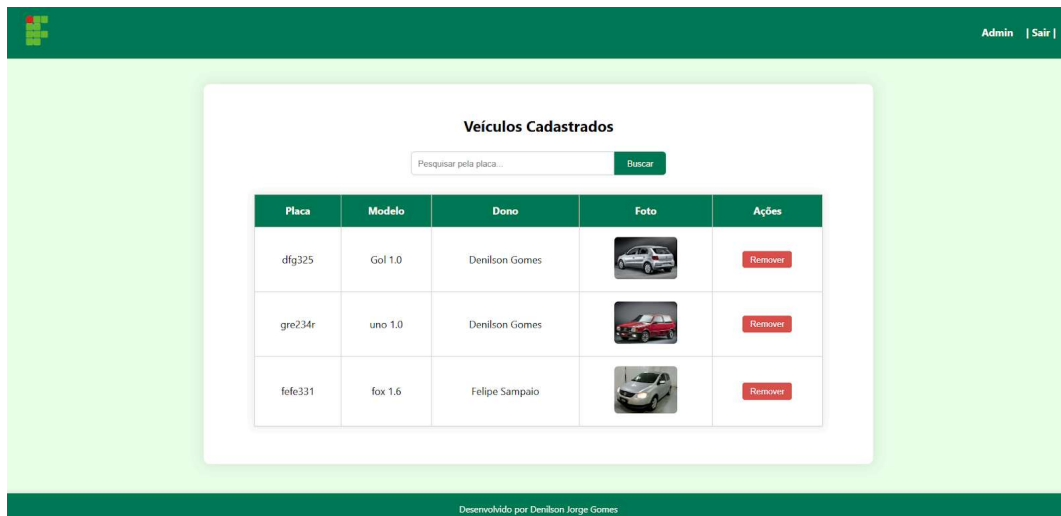 Admin | Sair |
Veículos Cadastrados
Pesquisar pela placa... Buscar
Placa Modelo Dono Foto Ações
dfg325 Gol 1.0 Denilson Gomes Remover
gre234r uno 1.0 Denilson Gomes Remover
fefe331 fox 1.6 Felipe Sampaio Remover
Desenvolvido por Denilson Jorge Gomes